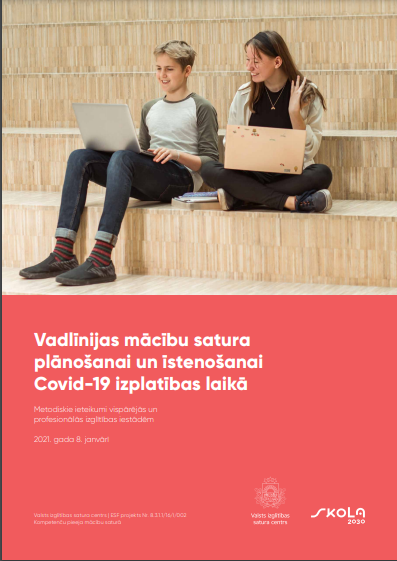 Vadlīnijas mācību satura
plānošanai un īstenošanai
Covid-19 izplatības laikā
Metodiskie ieteikumi vispārējās un
profesionālās izglītības iestādēm
2021. gada 8. janvārī
Valsts izglītības satura centrs | ESF projekts Nr. 8.3.1.1/16/I/002
Kompetenču pieeja mācību saturā
Valsts izglītības
satura centrs
SKOLA
2030